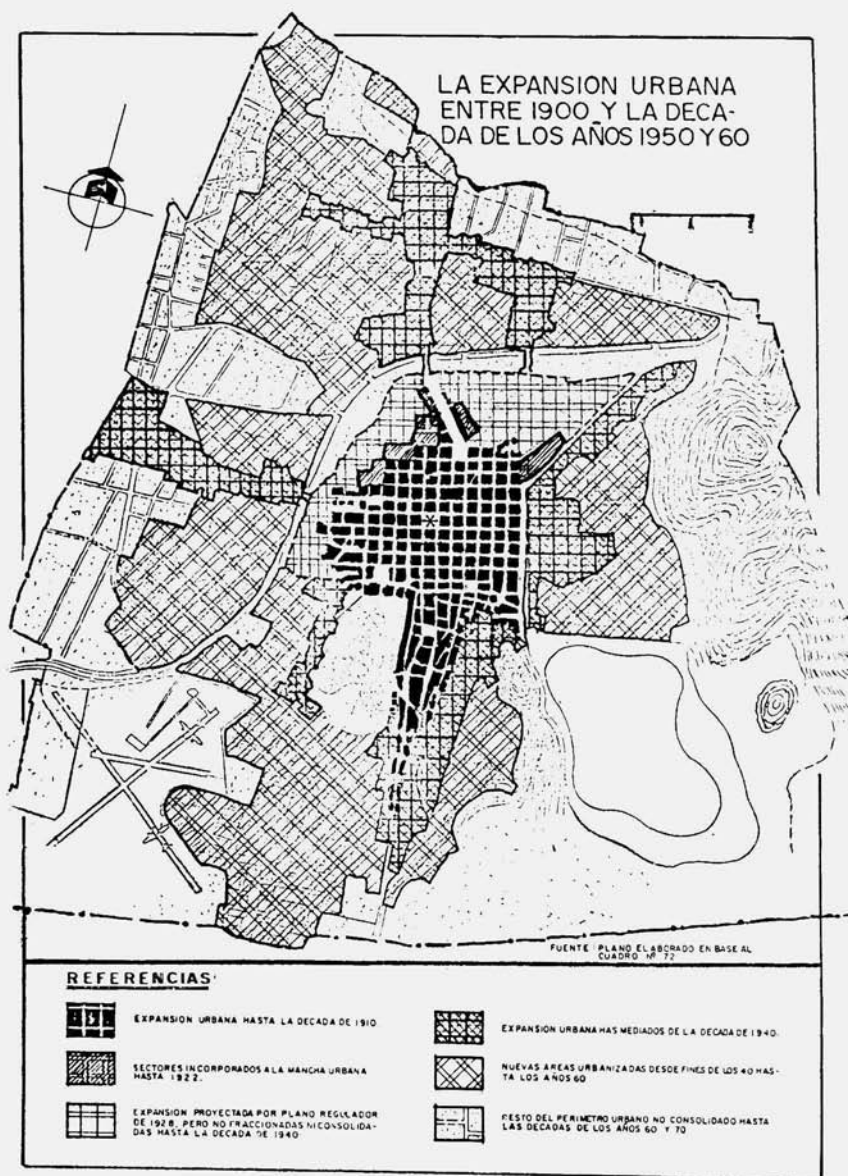 LA EXPANSION URBANA
ENTRE 1900 Y LA DECA-
DA DE LOS AÑOS 1950 Y 60
FUENTE: PLANO ELABORADO EN BASE AL
CUADRO Nº 72
REFERENCIAS:
EXPANSION URBANA HASTA LA DECADA DE 1910
SECTORES INCORPORADOS A LA MANCHA URBANA
HASTA 1922.
EXPANSION PROYECTADA POR PLANO REGULADOR
DE 1928, PERO NO FRACCIONADAS NI CONSOLIDA-
DAS HASTA LA DECADA DE 1940
EXPANSION URBANA HAS MEDIADOS DE LA DECADA DE 1940.
NUEVAS AREAS URBANIZADAS DESDE FINES DE LOS 40 HAS-
TA LOS AÑOS 60
RESTO DEL PERIMETRO URBANO NO CONSOLIDADO HASTA
LAS DECADAS DE LOS AÑOS 60 Y 70